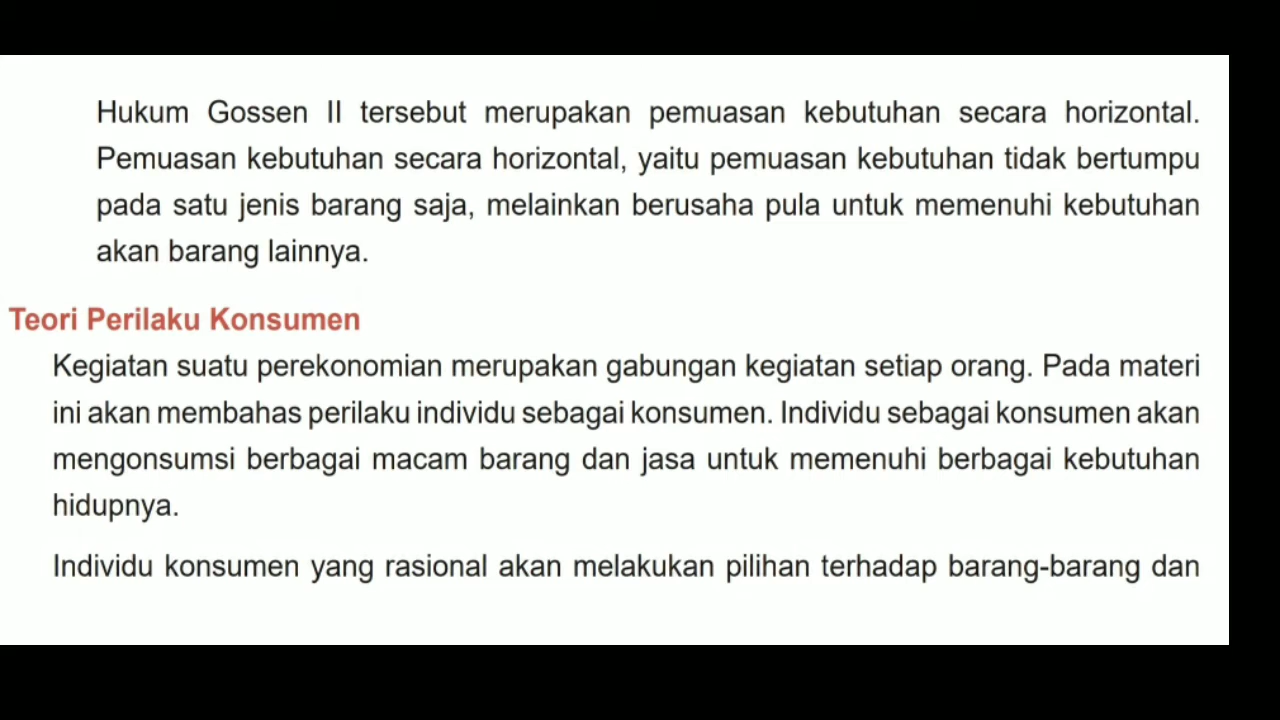 Hukum Gossen II tersebut merupakan pemuasan kebutuhan secara horizontal.
Pemuasan kebutuhan secara horizontal, yaitu pemuasan kebutuhan tidak bertumpu
pada satu jenis barang saja, melainkan berusaha pula untuk memenuhi kebutuhan
akan barang lainnya.
Teori Perilaku Konsumen
Kegiatan suatu perekonomian merupakan gabungan kegiatan setiap orang. Pada materi
ini akan membahas perilaku individu sebagai konsumen. Individu sebagai konsumen akan
mengonsumsi berbagai macam barang dan jasa untuk memenuhi berbagai kebutuhan
hidupnya.
Individu konsumen yang rasional akan melakukan pilihan terhadap barang-barang dan